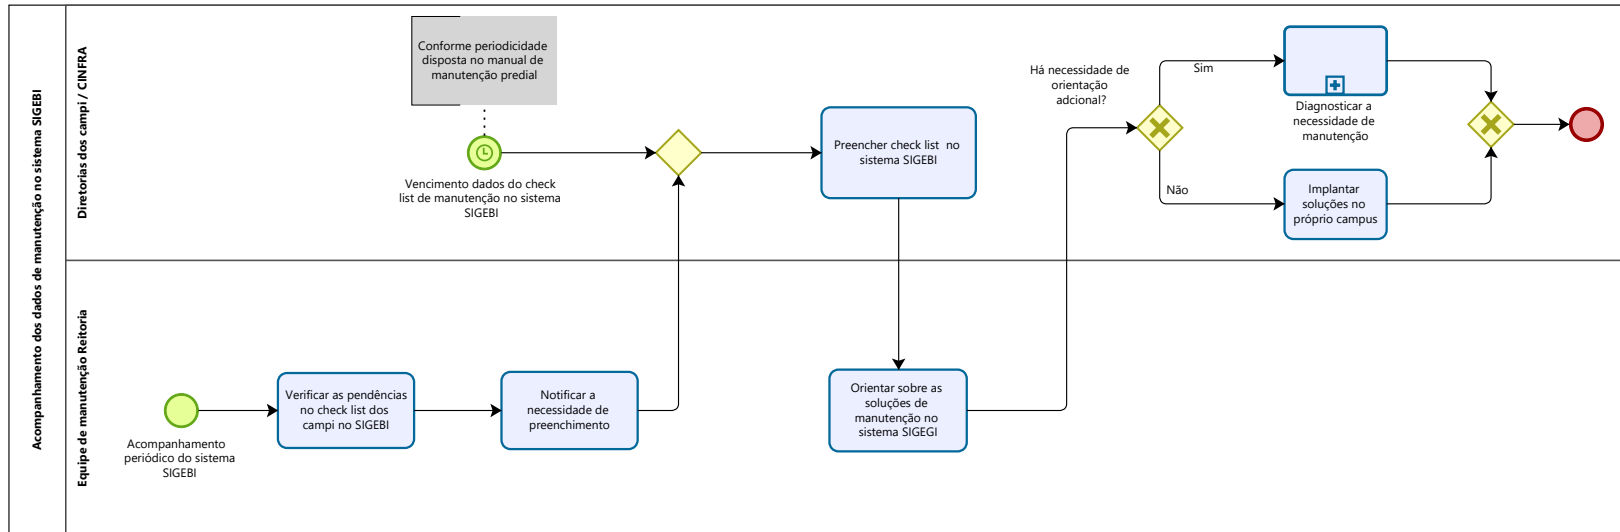 Acompanhamento dos dados de manutenção no sistema SIGEBI
Diretorias dos campi / CINFRA
Conforme periodicidade
disposta no manual de
manutenção predial
Vencimento dados do check
list de manutenção no sistema
SIGEBI
Preencher check list no
sistema SIGEBI
Há necessidade de
orientação
adcional?
Sim
Não
Diagnosticar a
necessidade de
manutenção
Implantar
soluções no
próprio campus
Equipe de manutenção Reitoria
Acompanhamento
periódico do sistema
SIGEBI
Verificar as pendências
no check list dos
campi no SIGEBI
Notificar a
necessidade de
preenchimento
Orientar sobre as
soluções de
manutenção no
sistema SIGEGI